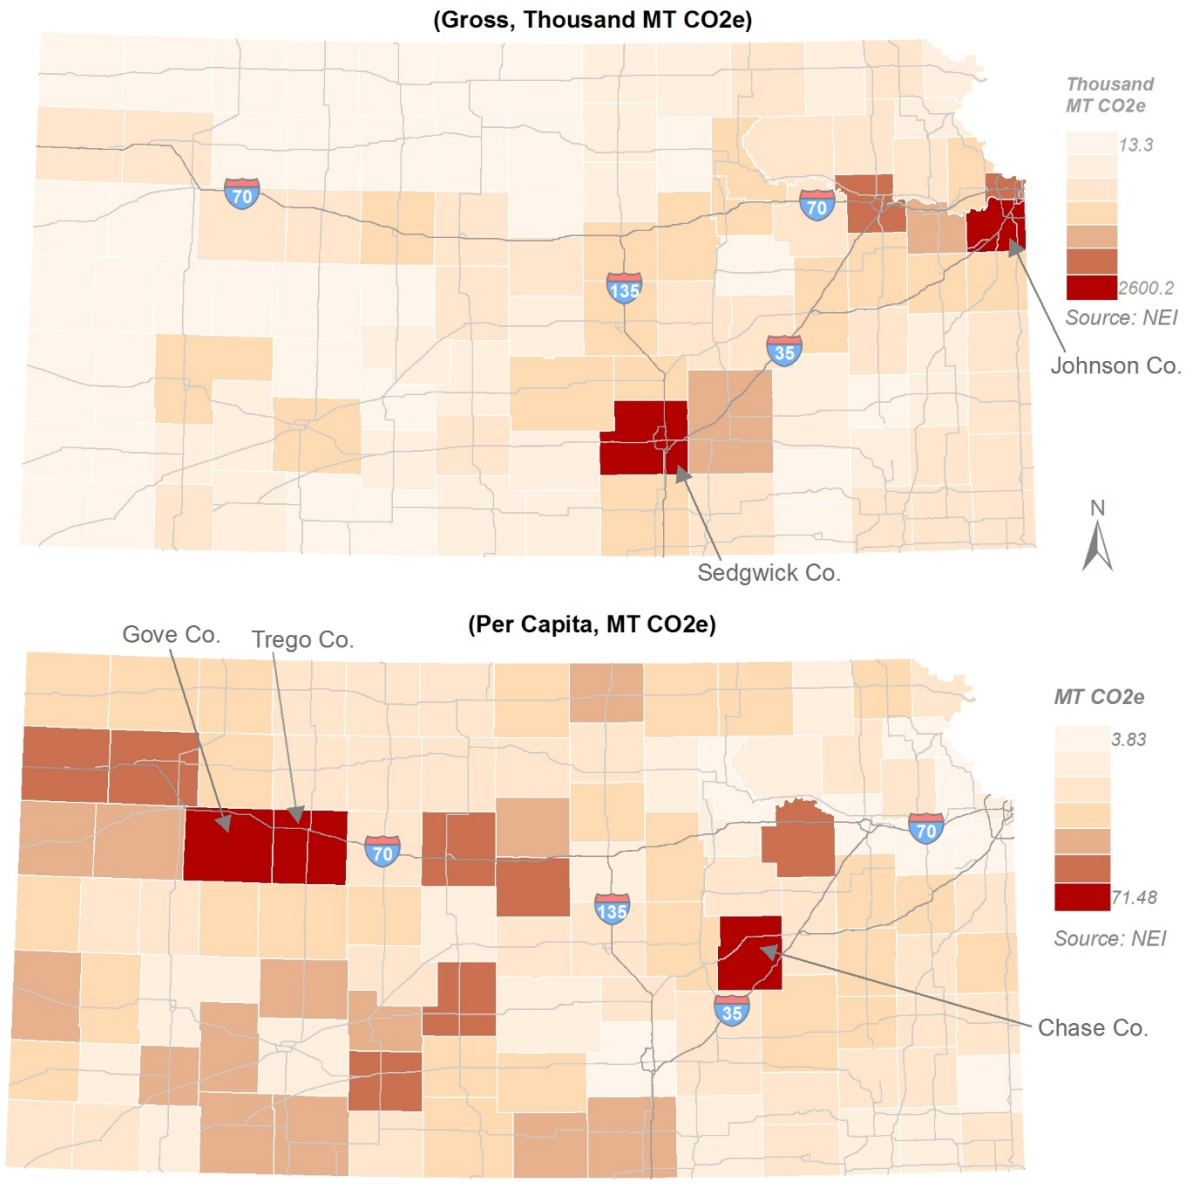 (Gross, Thousand MT CO2e)
Thousand
MT CO2e
13.3
2600.2
Source: NEI
70
70
135
35
Johnson Co.
Sedgwick Co.
N
(Per Capita, MT CO2e)
Gove Co.
Trego Co.
MT CO2e
3.83
71.48
Source: NEI
70
70
135
35
Chase Co.